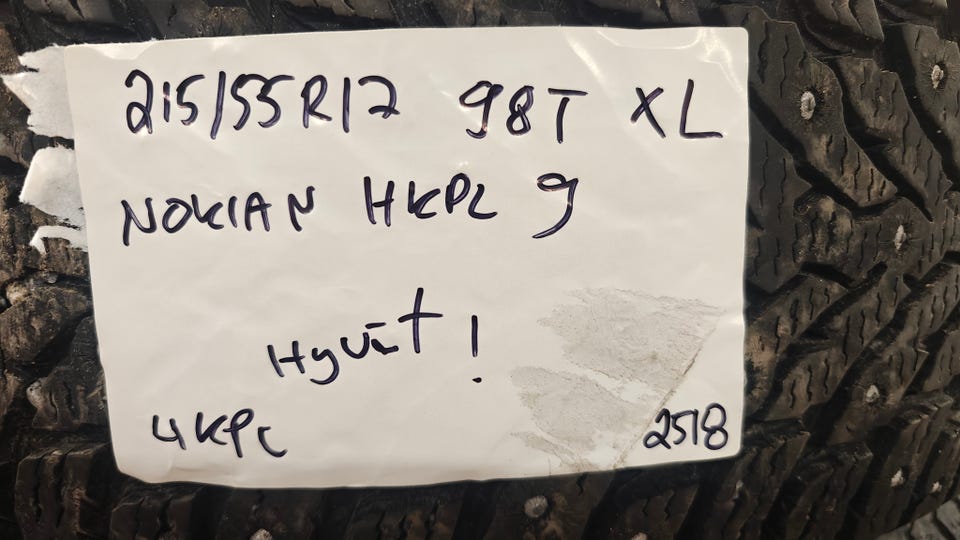 215/55R17 98T XL
NOKIAN HKPL 9
Hyvät!
4KPL 2518